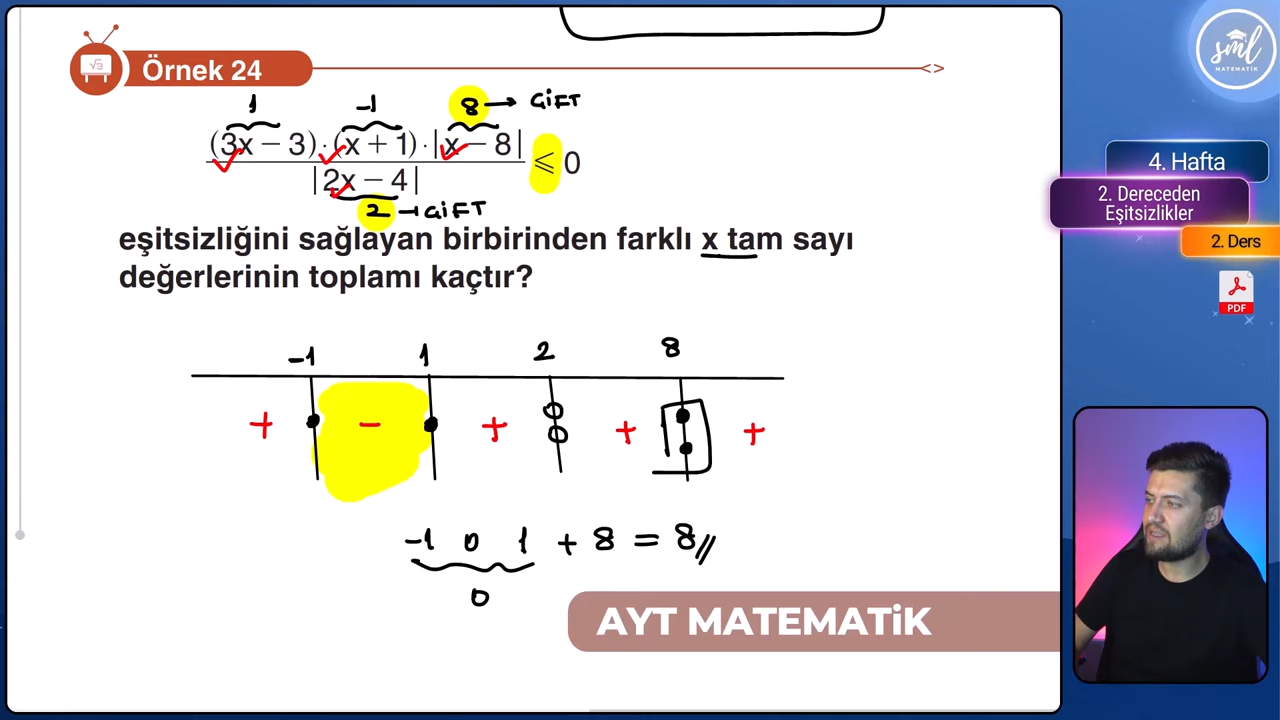 Örnek 24
<>
1 -1 8 → ÇİFT
(3x − 3)·(x + 1)·|x − 8|
≤ 0
|2x − 4|
2 → ÇİFT
eşitsizliğini sağlayan birbirinden farklı x tam sayı
değerlerinin toplamı kaçtır?
-1 1 2 8
+ - + + +
-1 0 1 + 8 = 8//
0
AYT MATEMATİK
sml
MATEMATİK
4. Hafta
2. Dereceden
Eşitsizlikler
2. Ders
PDF